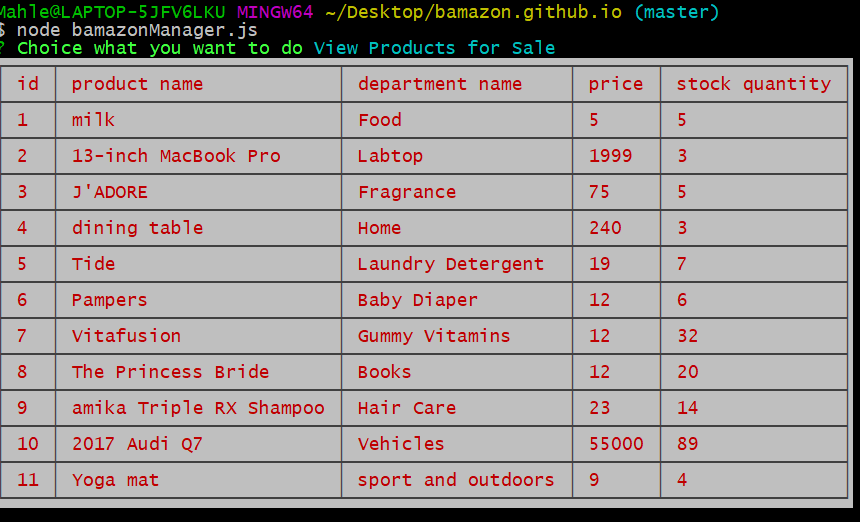 Mahle@LAPTOP-5JFV6LKU MINGW64 ~/Desktop/bamazon.github.io (master)
$ node bamazonManager.js
? Choice what you want to do View Products for Sale
id product name department name price stock quantity
1 milk Food 5 5
2 13-inch MacBook Pro Labtop 1999 3
3 J'ADORE Fragrance 75 5
4 dining table Home 240 3
5 Tide Laundry Detergent 19 7
6 Pampers Baby Diaper 12 6
7 Vitafusion Gummy Vitamins 12 32
8 The Princess Bride Books 12 20
9 amika Triple RX Shampoo Hair Care 23 14
10 2017 Audi Q7 Vehicles 55000 89
11 Yoga mat sport and outdoors 9 4